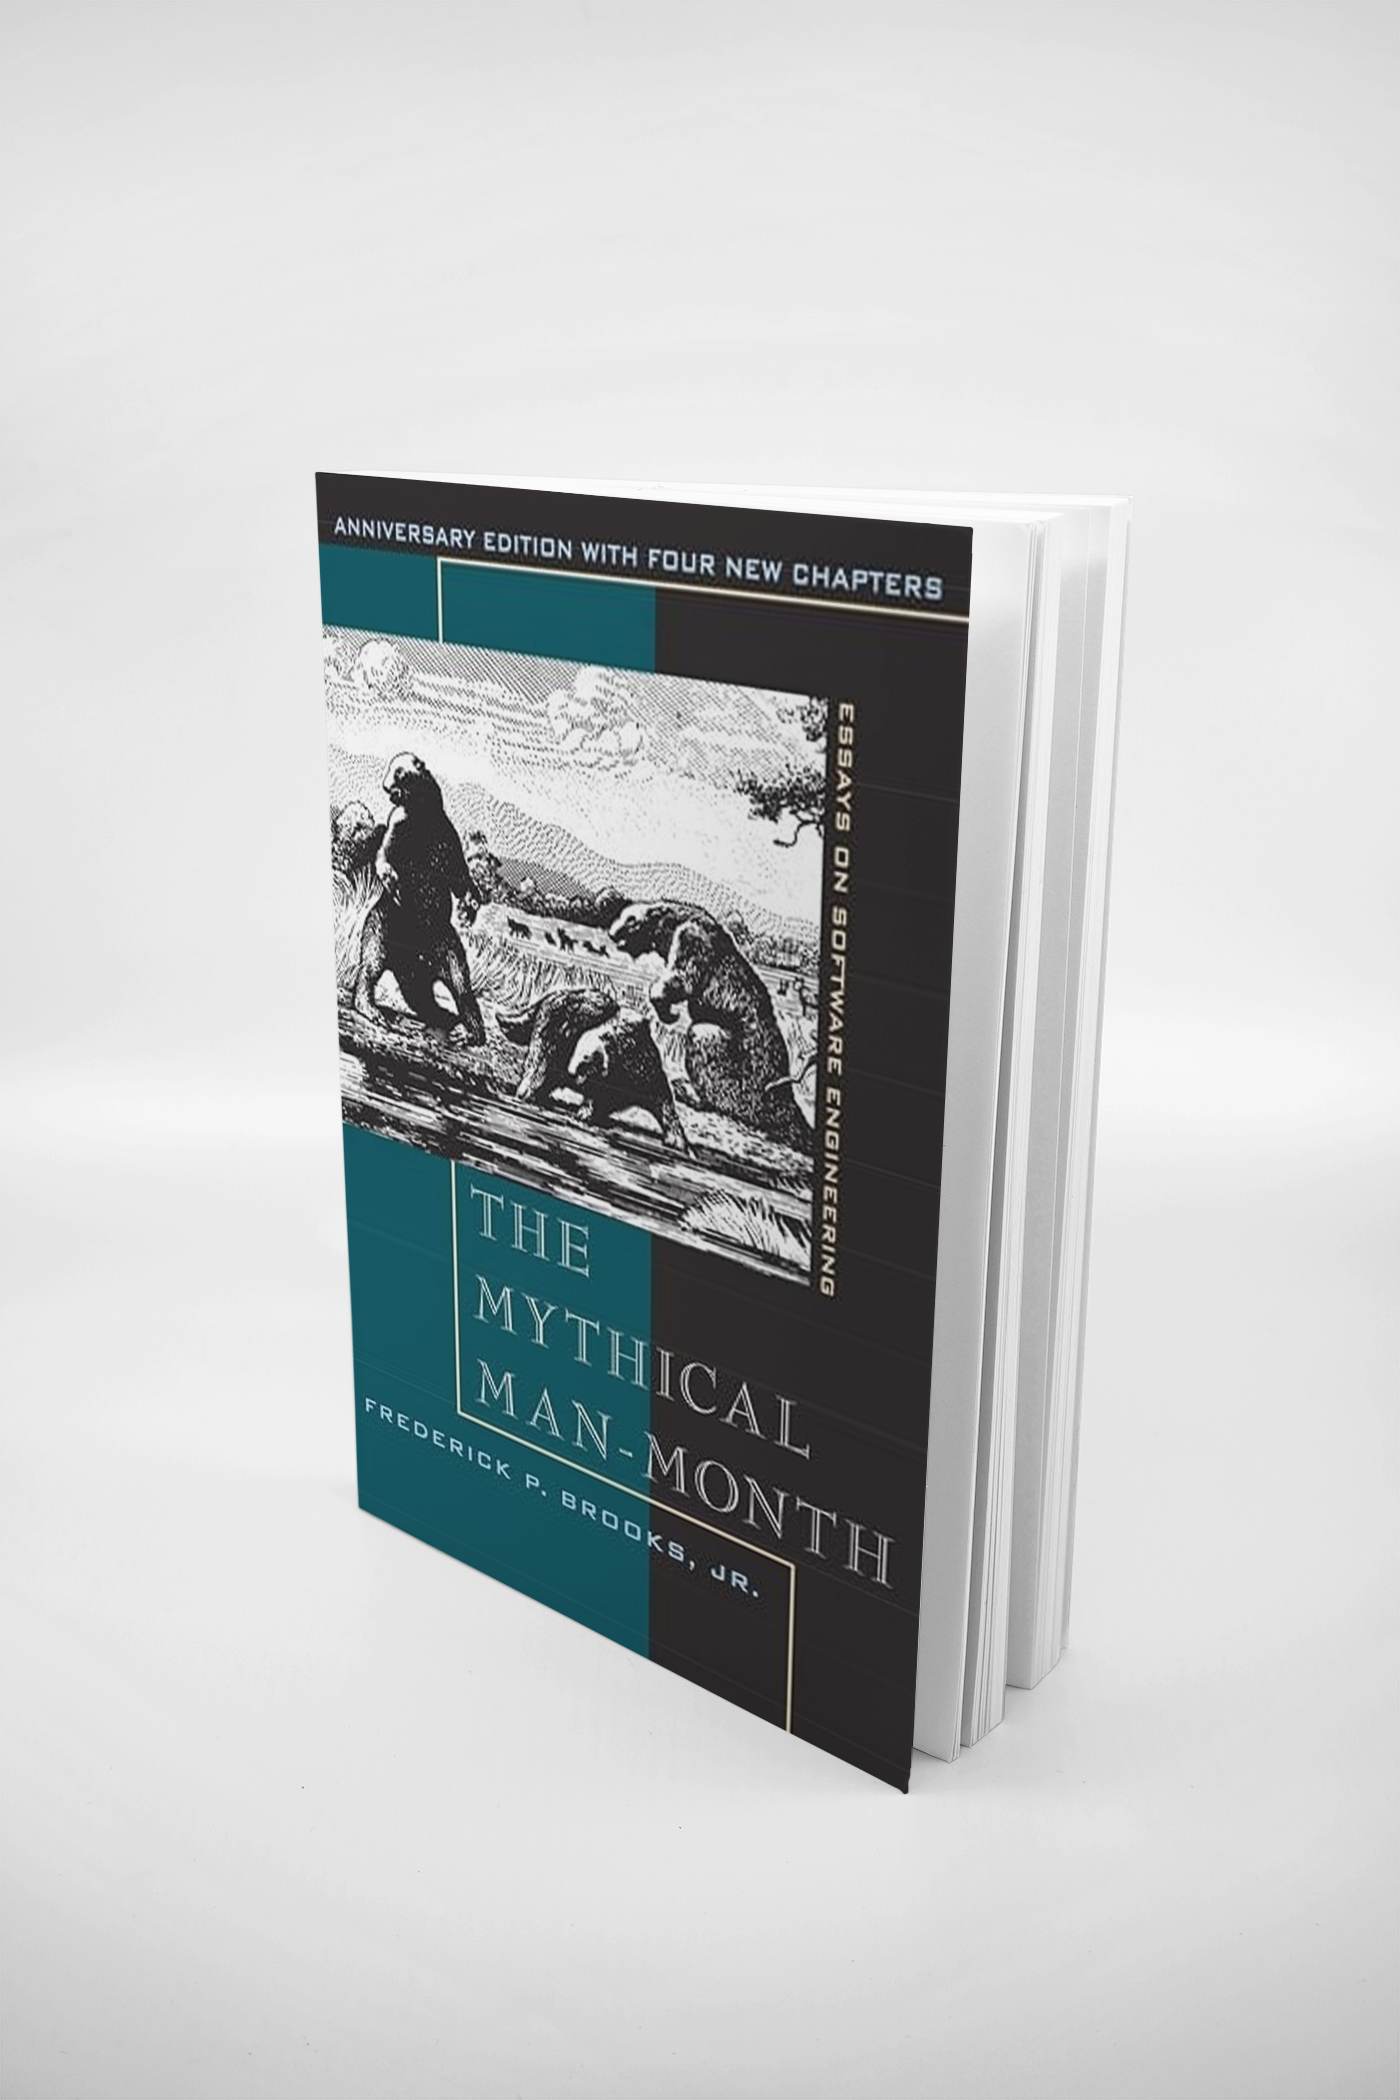 ANNIVERSARY EDITION WITH FOUR NEW CHAPTERS
ESSAYS ON SOFTWARE ENGINEERING
THE
MYTHICAL
MAN-MONTH
FREDERICK P. BROOKS, JR.